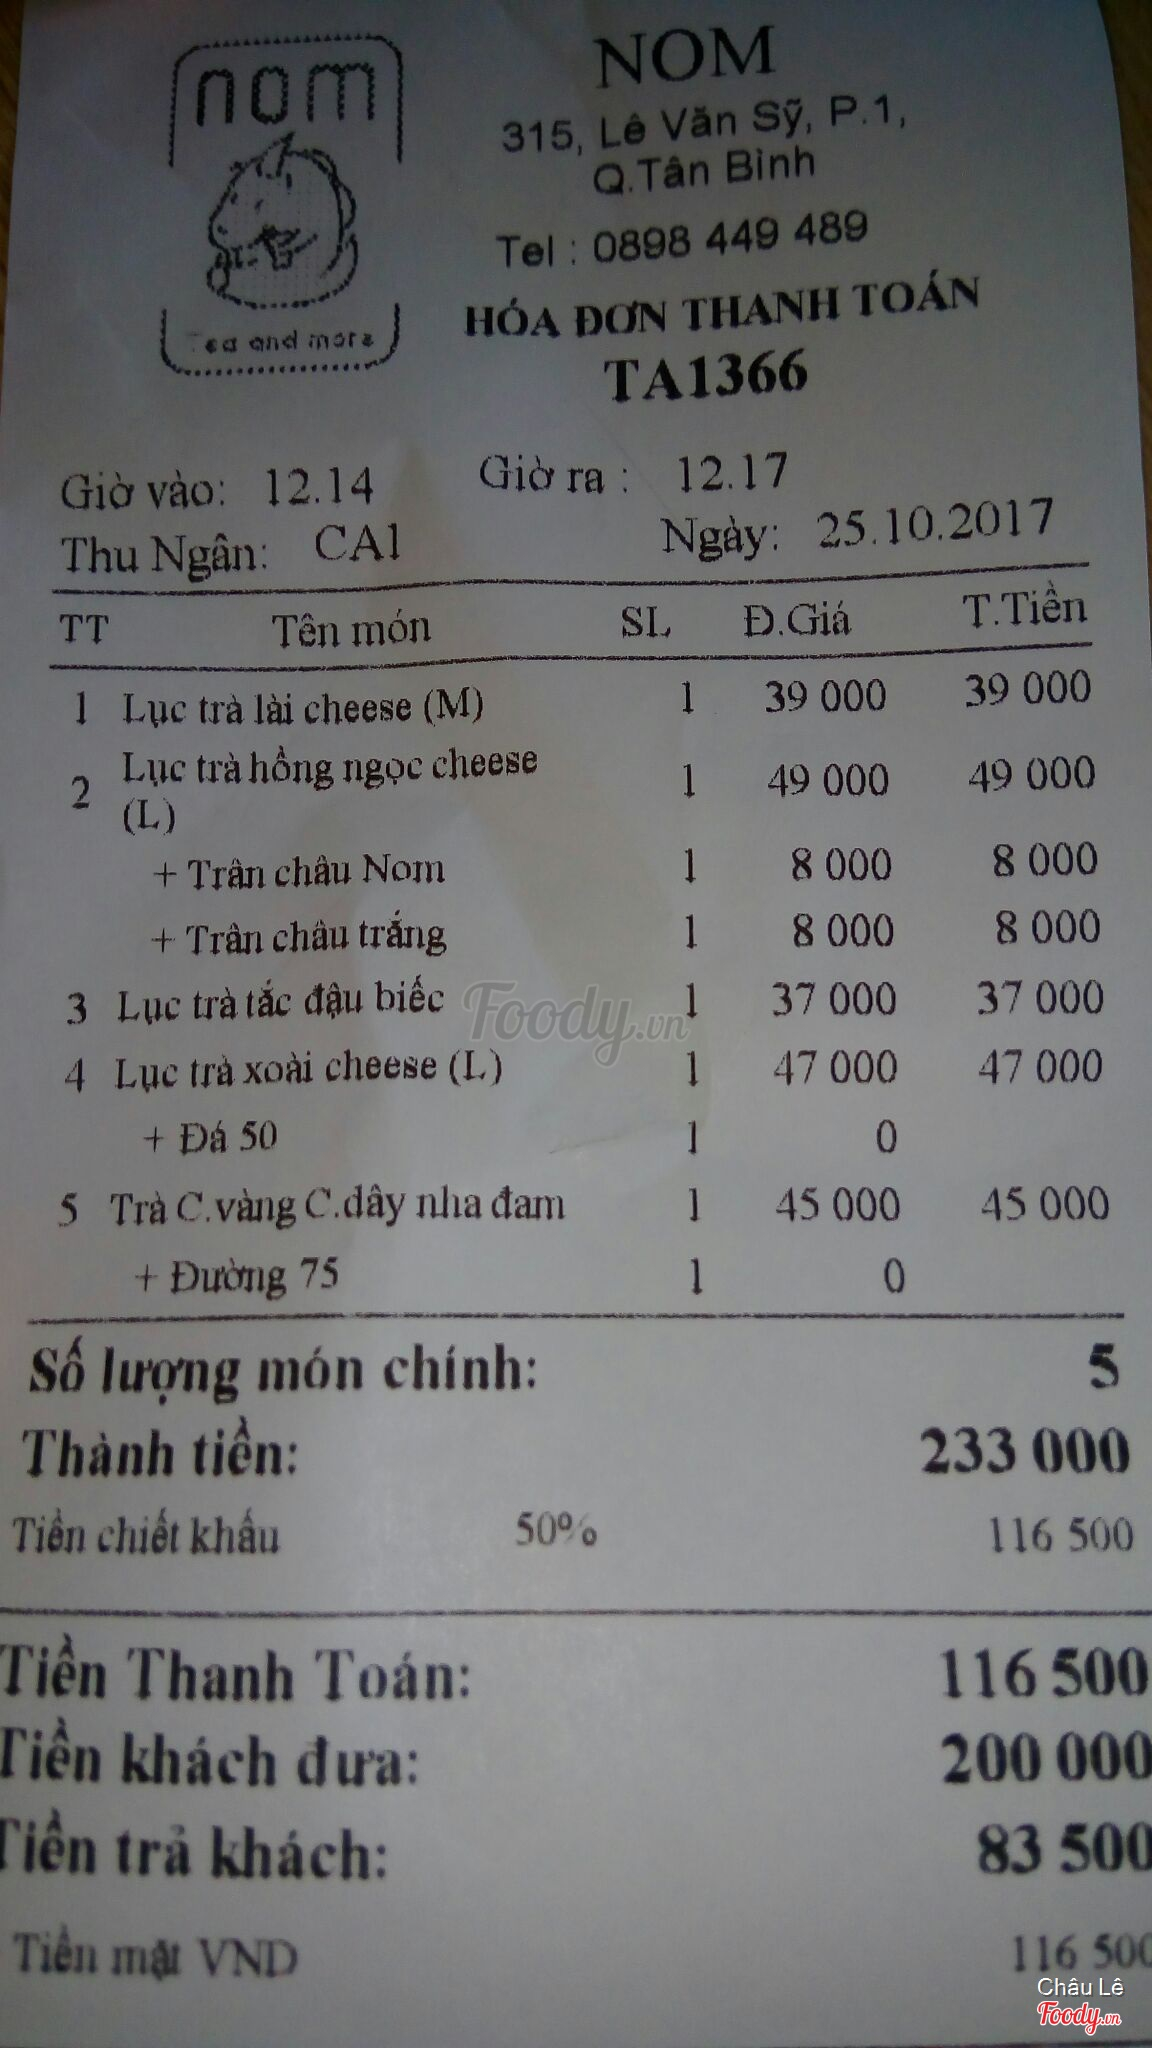 nom
Tea and more
NOM
315, Lê Văn Sỹ, P.1,
Q.Tân Bình
Tel : 0898 449 489
HÓA ĐƠN THANH TOÁN
TA1366
Giờ vào: 12.14 Giờ ra : 12.17
Thu Ngân: CA1 Ngày: 25.10.2017
TT Tên món SL Đ.Giá T.Tiền
1 Lục trà lài cheese (M) 1 39 000 39 000
2 Lục trà hồng ngọc cheese 1 49 000 49 000
(L)
+ Trân châu Nom 1 8 000 8 000
+ Trân châu trắng 1 8 000 8 000
3 Lục trà tắc đậu biếc 1 37 000 37 000
4 Lục trà xoài cheese (L) 1 47 000 47 000
+ Đá 50 1 0
5 Trà C.vàng C.dây nha đam 1 45 000 45 000
+ Đường 75 1 0
Số lượng món chính: 5
Thành tiền: 233 000
Tiền chiết khấu 50% 116 500
Tiền Thanh Toán: 116 500
Tiền khách đưa: 200 000
Tiền trả khách: 83 500
Tiền mặt VND 116 500
Foody.vn
Châu Lê
Foody.vn